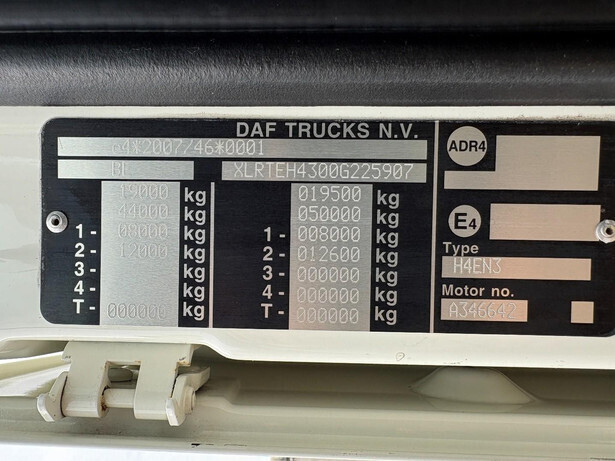 DAF TRUCKS N.V.
e4*2007/46*0001
XLRTEH4300G225907
19000 kg
44000 kg
1- 08000 kg
2- 12000 kg
3- kg
4- kg
T- 000000 kg
019500 kg
050000 kg
1- 008000 kg
2- 012600 kg
3- 000000 kg
4- 000000 kg
T- 000000 kg
ADR4
E4
Type
H4EN3
Motor no.
A346642